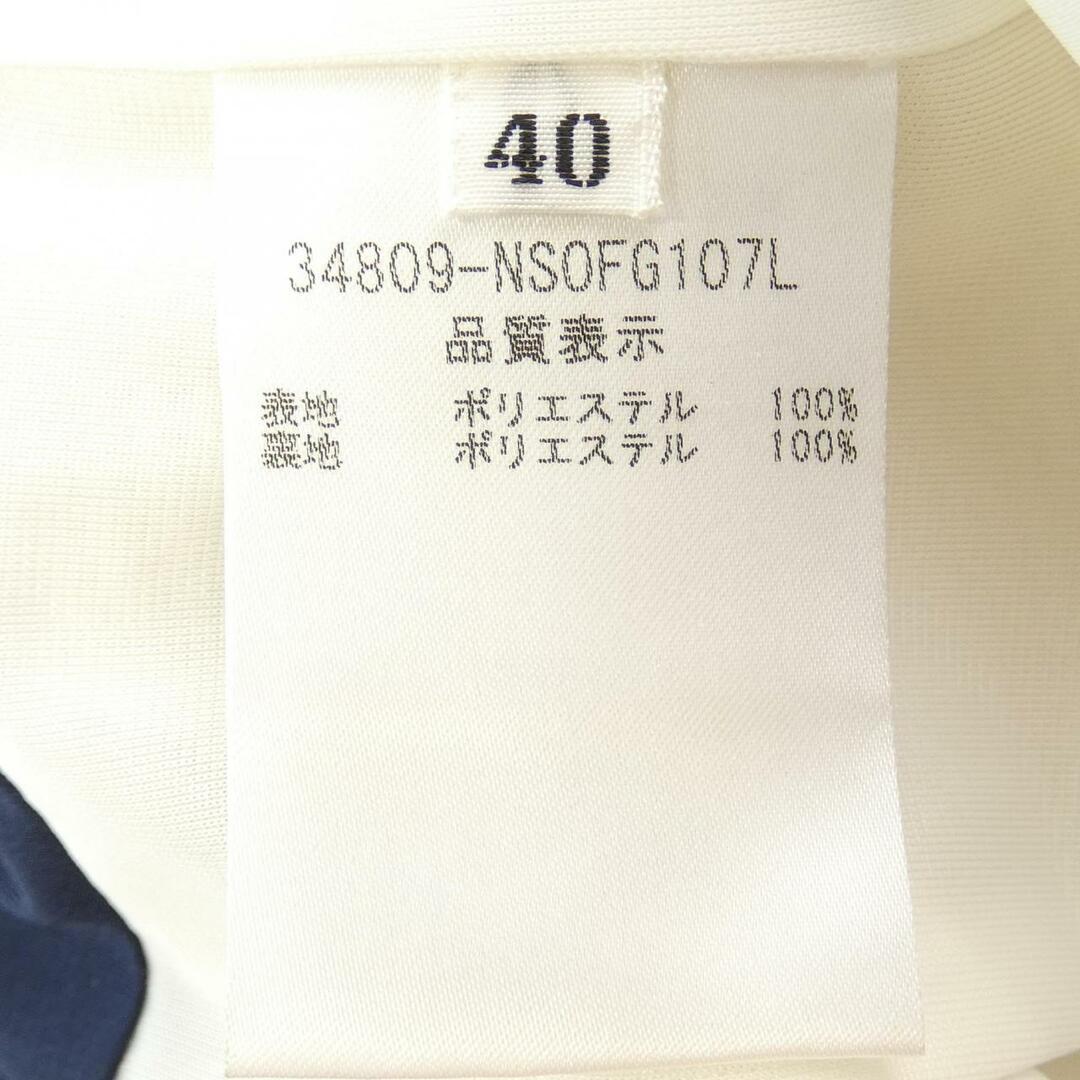 40
34809-NS0FG107L
品質表示
表地 ポリエステル 100%
裏地 ポリエステル 100%